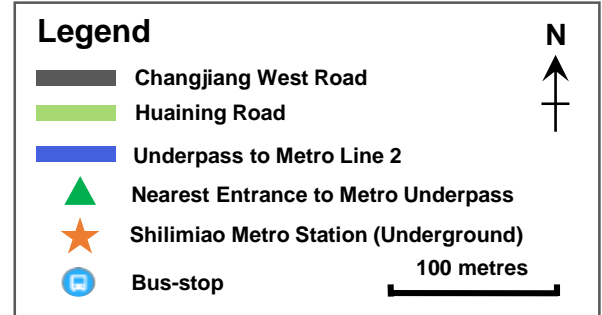 Legend
N
Changjiang West Road
Huaining Road
Underpass to Metro Line 2
Nearest Entrance to Metro Underpass
Shilimiao Metro Station (Underground)
Bus-stop
100 metres